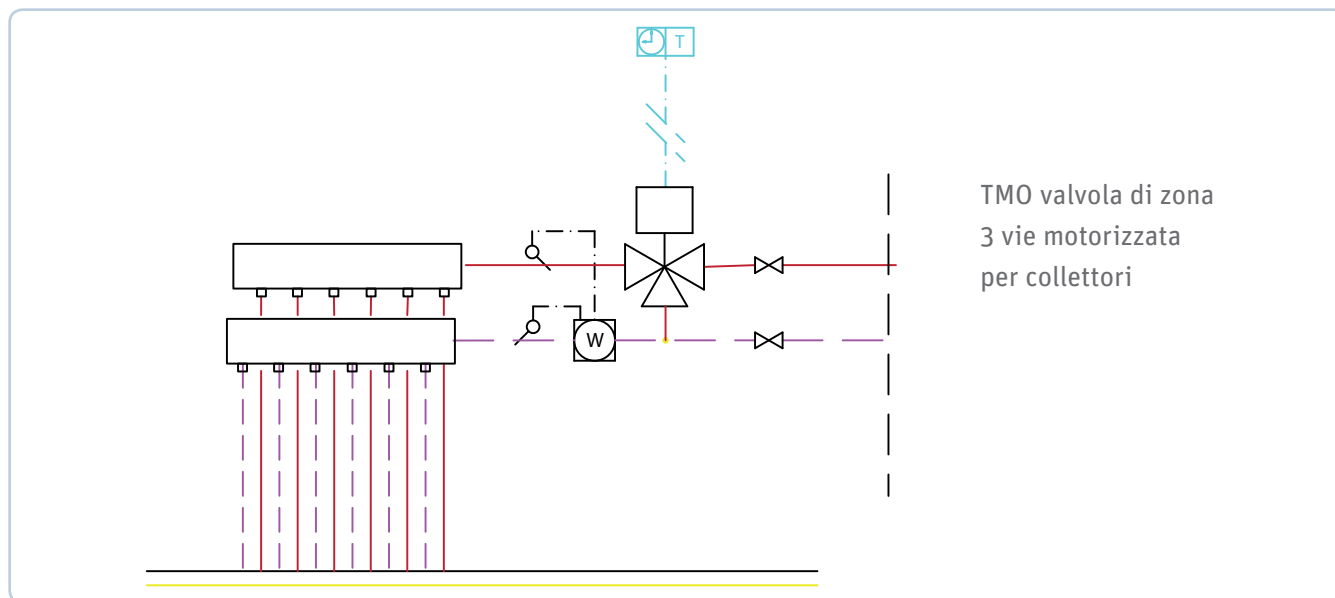 T
TMO valvola di zona
3 vie motorizzata
per collettori
W